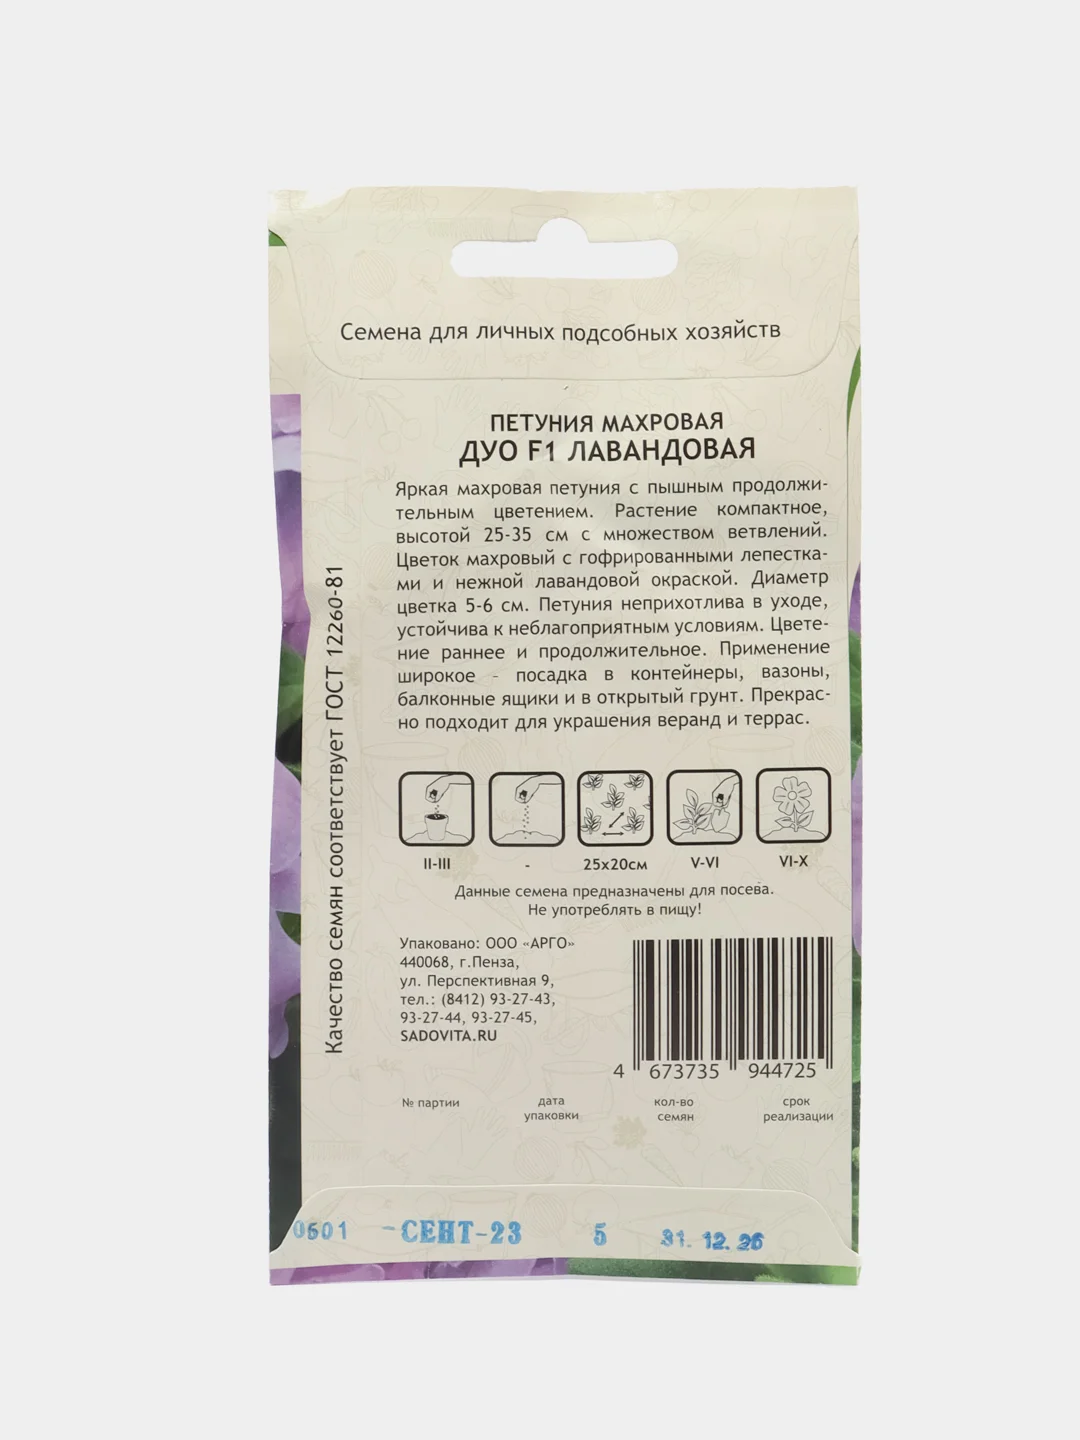 Семена для личных подсобных хозяйств
ПЕТУНИЯ МАХРОВАЯ
ДУО F1 ЛАВАНДОВАЯ
Яркая махровая петуния с пышным продолжи-
тельным цветением. Растение компактное,
высотой 25-35 см с множеством ветвлений.
Цветок махровый с гофрированными лепестка-
ми и нежной лавандовой окраской. Диаметр
цветка 5-6 см. Петуния неприхотлива в уходе,
устойчива к неблагоприятным условиям. Цвете-
ние раннее и продолжительное. Применение
широкое - посадка в контейнеры, вазоны,
балконные ящики и в открытый грунт. Прекрас-
но подходит для украшения веранд и террас.
Качество семян соответствует ГОСТ 12260-81
II-III - 25х20см V-VI VI-X
Данные семена предназначены для посева.
Не употреблять в пищу!
Упаковано: ООО «АРГО»
440068, г.Пенза,
ул. Перспективная 9,
тел.: (8412) 93-27-43,
93-27-44, 93-27-45,
SADOVITA.RU
4 673735 944725
№ партии
дата
упаковки
кол-во
семян
срок
реализации
0601 -СЕНТ-23 5 31.12.26